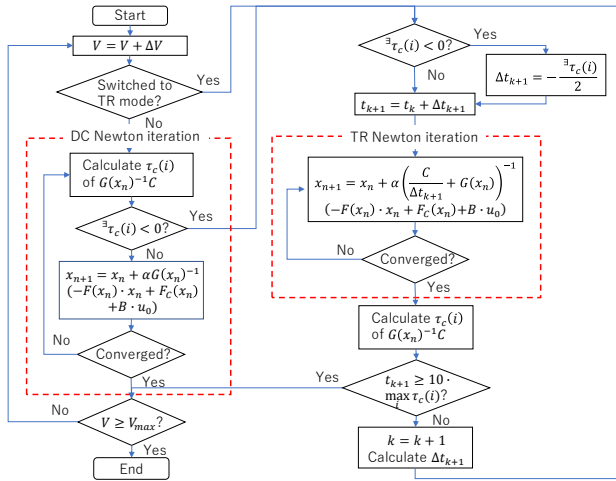 Start
V = V + ΔV
Switched to
TR mode?
Yes
No
DC Newton iteration
Calculate τ_c(i)
of G(x_n)⁻¹C
∃τ_c(i) < 0?
Yes
No
x_{n+1} = x_n + αG(x_n)⁻¹
(−F(x_n) · x_n + F_C(x_n)
+B · u_0)
No
Converged?
Yes
No
V ≥ V_max?
Yes
End
∃τ_c(i) < 0?
Yes
No
Δt_{k+1} = −∃τ_c(i)/2
t_{k+1} = t_k + Δt_{k+1}
TR Newton iteration
x_{n+1} = x_n + α (C/Δt_{k+1} + G(x_n))⁻¹
(−F(x_n) · x_n + F_C(x_n)+B · u_0)
No
Converged?
Yes
Calculate τ_c(i)
of G(x_n)⁻¹C
Yes
t_{k+1} ≥ 10 ·
max_i τ_c(i)?
No
k = k + 1
Calculate Δt_{k+1}